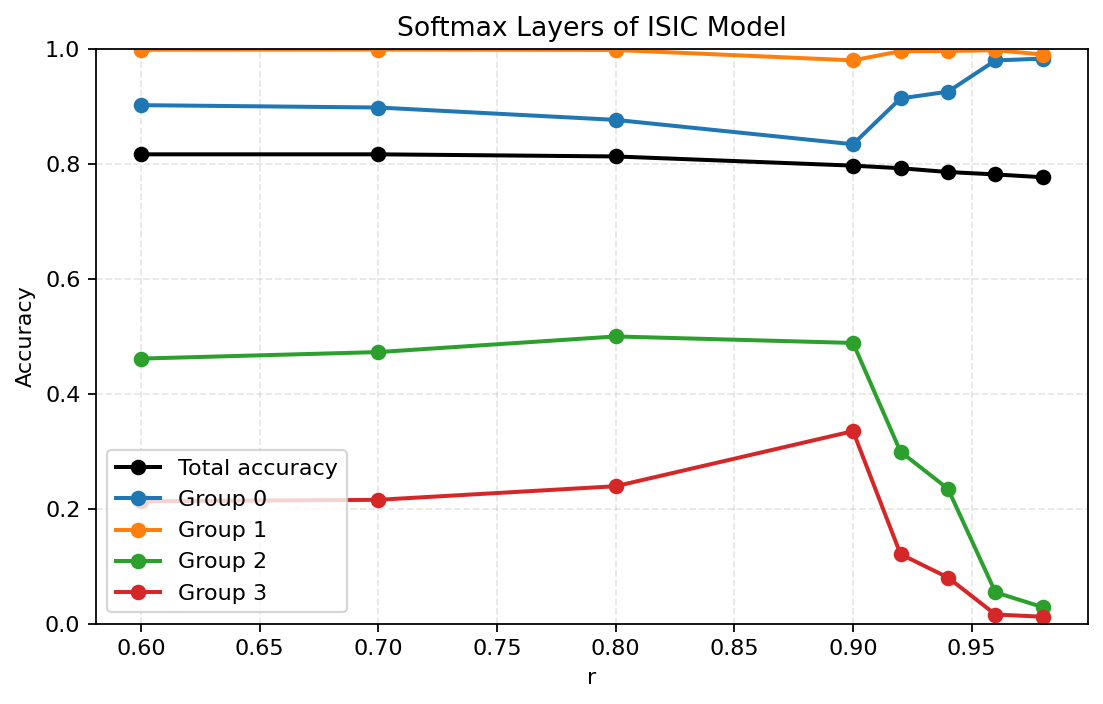 Softmax Layers of ISIC Model
1.0
0.8
0.6
0.4
0.2
0.0
Accuracy
Total accuracy
Group 0
Group 1
Group 2
Group 3
0.60 0.65 0.70 0.75 0.80 0.85 0.90 0.95
r